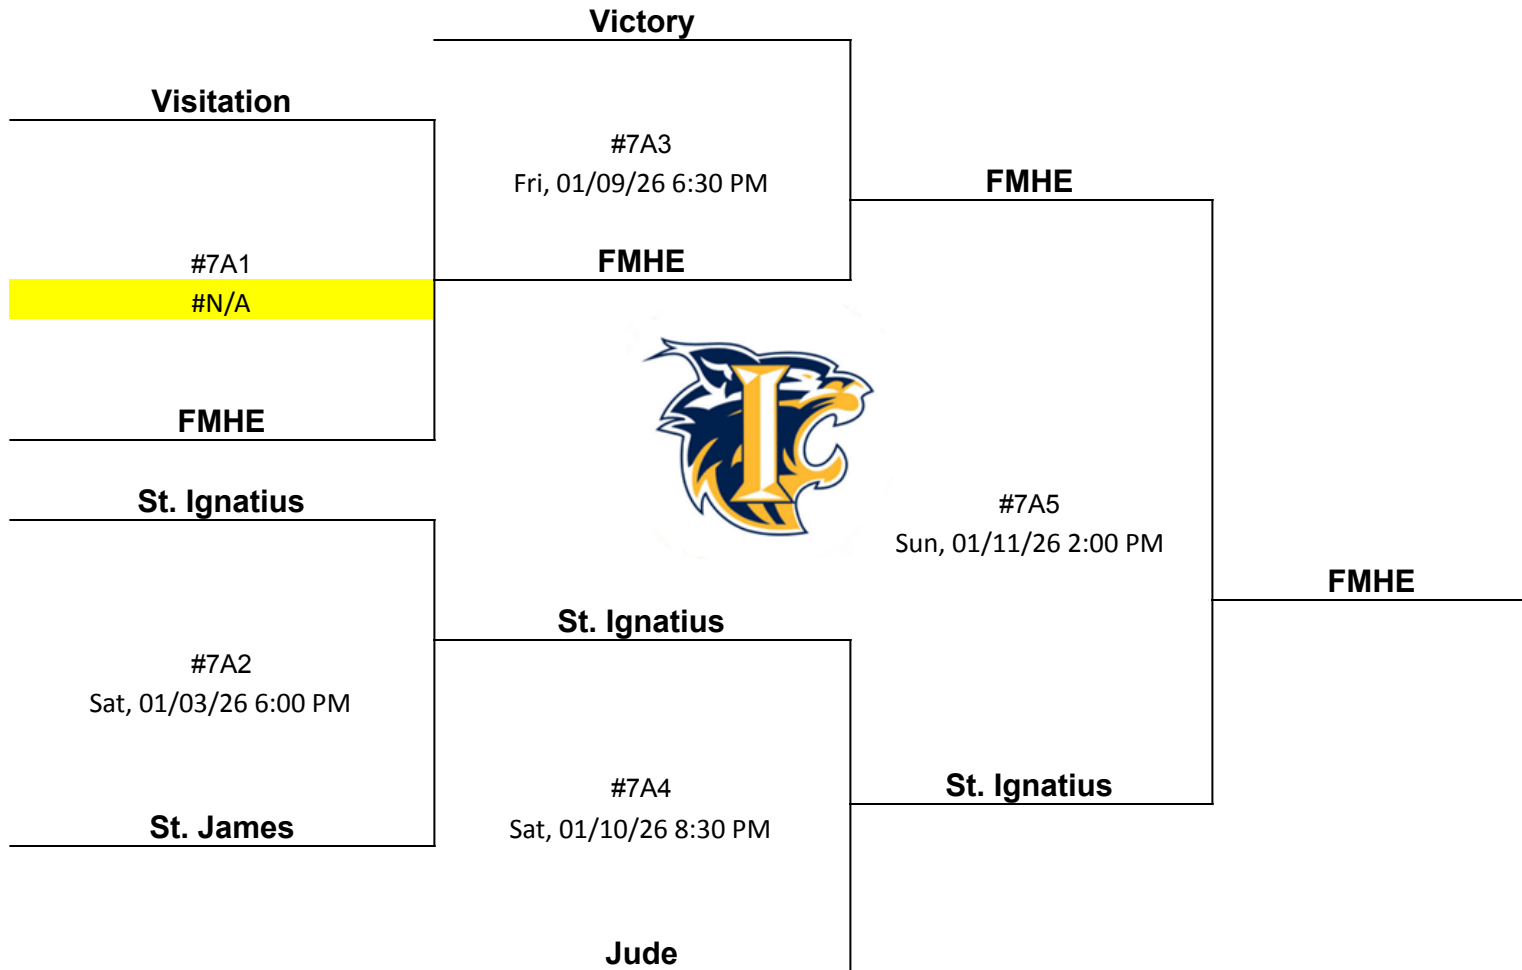 Victory
Visitation
#7A3
Fri, 01/09/26 6:30 PM
FMHE
#7A1
FMHE
#N/A
FMHE
IC
St. Ignatius
#7A5
Sun, 01/11/26 2:00 PM
FMHE
St. Ignatius
#7A2
Sat, 01/03/26 6:00 PM
#7A4
St. Ignatius
St. James
Sat, 01/10/26 8:30 PM
Jude